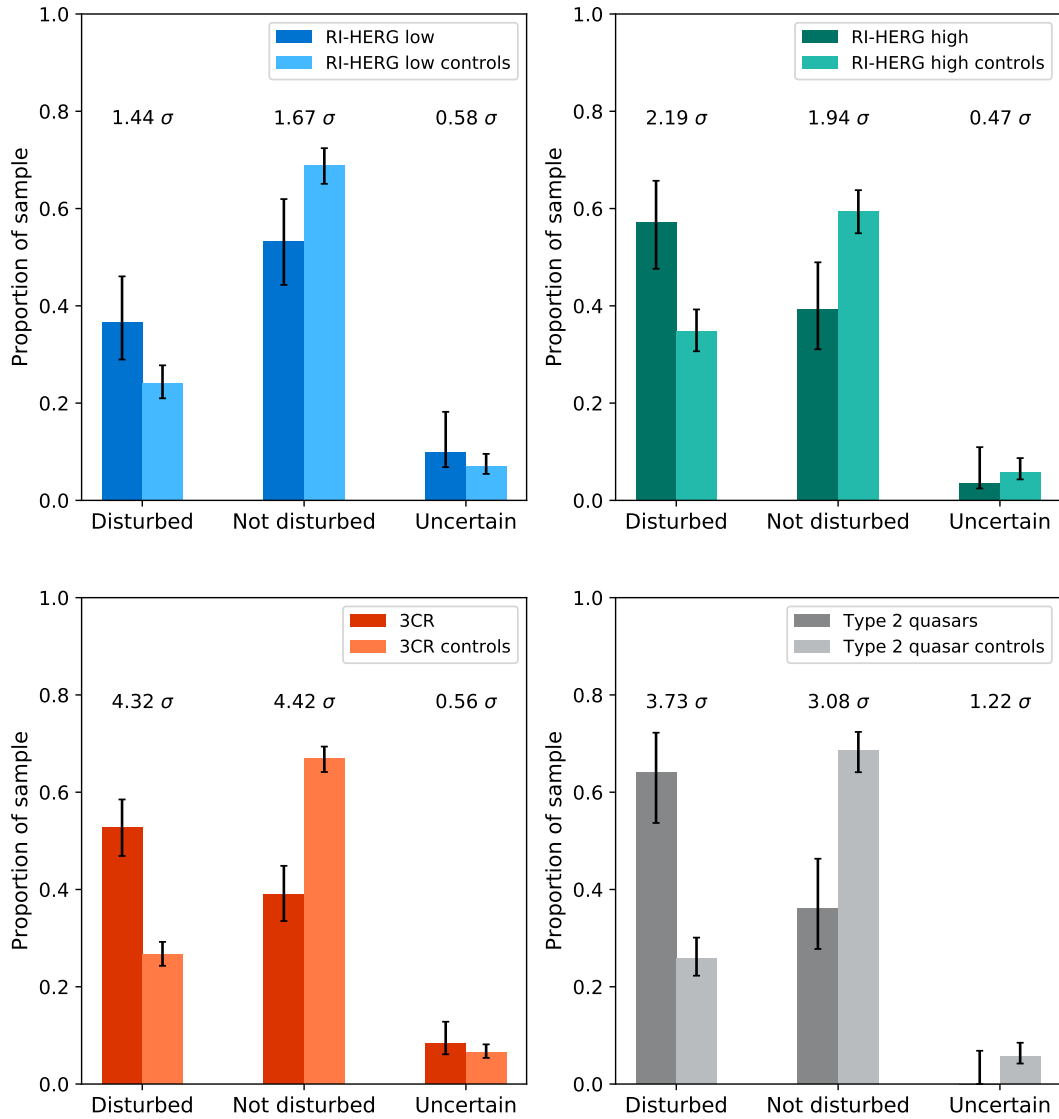 RI-HERG low
RI-HERG low controls
1.44 σ
1.67 σ
0.58 σ
Proportion of sample
1.0
0.8
0.6
0.4
0.2
0.0
Disturbed
Not disturbed
Uncertain
RI-HERG high
RI-HERG high controls
2.19 σ
1.94 σ
0.47 σ
Proportion of sample
1.0
0.8
0.6
0.4
0.2
0.0
Disturbed
Not disturbed
Uncertain
3CR
3CR controls
4.32 σ
4.42 σ
0.56 σ
Proportion of sample
1.0
0.8
0.6
0.4
0.2
0.0
Disturbed
Not disturbed
Uncertain
Type 2 quasars
Type 2 quasar controls
3.73 σ
3.08 σ
1.22 σ
Proportion of sample
1.0
0.8
0.6
0.4
0.2
0.0
Disturbed
Not disturbed
Uncertain